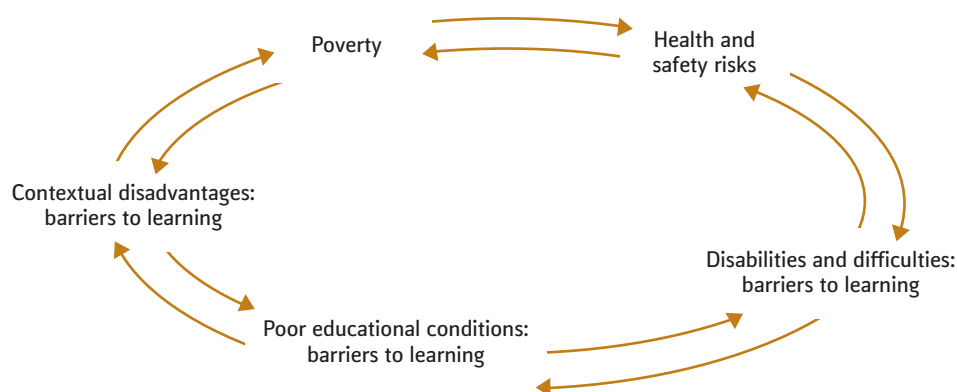 Poverty
Health and
safety risks
Contextual disadvantages:
barriers to learning
Disabilities and difficulties:
barriers to learning
Poor educational conditions:
barriers to learning